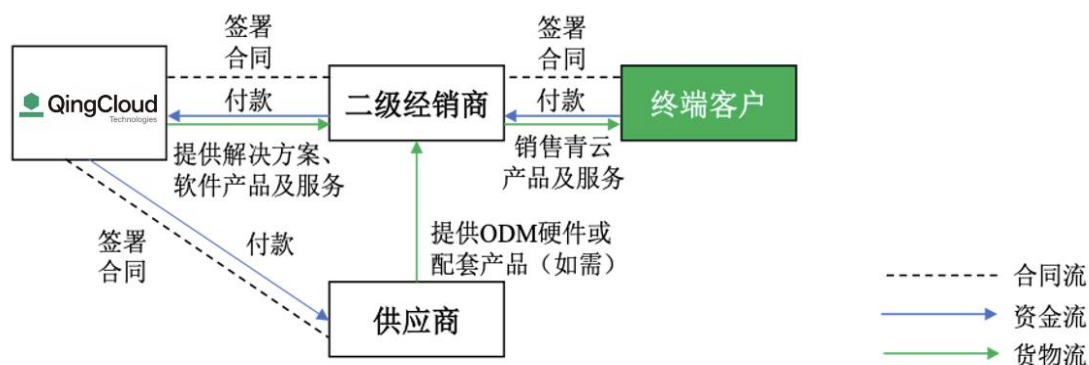 签署
合同
签署
合同
QingCloud
Technologies
付款
二级经销商
付款
终端客户
提供解决方案、
软件产品及服务
销售青云
产品及服务
签署
合同
付款
提供ODM硬件或
配套产品（如需）
供应商
合同流
资金流
货物流